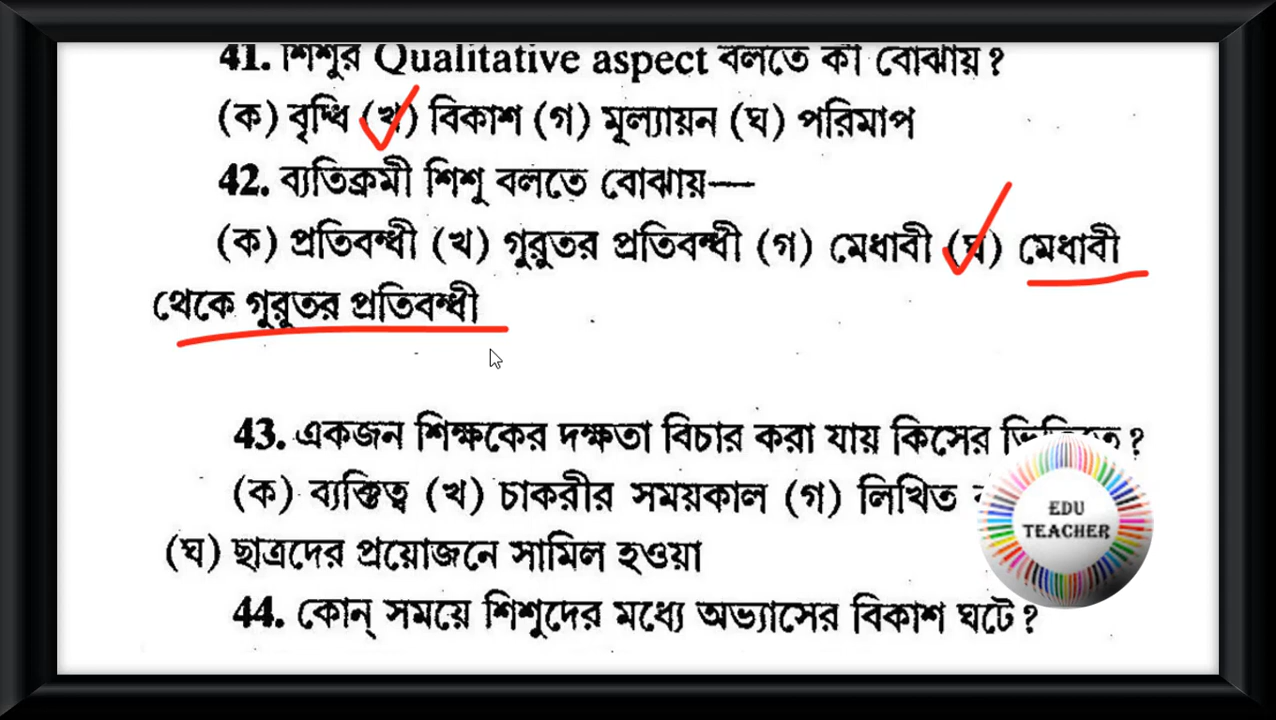 41. শিশুর Qualitative aspect বলতে কী বোঝায়?
(ক) বৃদ্ধি (খ) বিকাশ (গ) মূল্যায়ন (ঘ) পরিমাপ
42. ব্যতিক্রমী শিশু বলতে বোঝায়—
(ক) প্রতিবন্ধী (খ) গুরুতর প্রতিবন্ধী (গ) মেধাবী (ঘ) মেধাবী
থেকে গুরুতর প্রতিবন্ধী
43. একজন শিক্ষকের দক্ষতা বিচার করা যায় কিসের ভিত্তিতে?
(ক) ব্যক্তিত্ব (খ) চাকরীর সময়কাল (গ) লিখিত
(ঘ) ছাত্রদের প্রয়োজনে সামিল হওয়া
44. কোন্ সময়ে শিশুদের মধ্যে অভ্যাসের বিকাশ ঘটে?
EDU
TEACHER